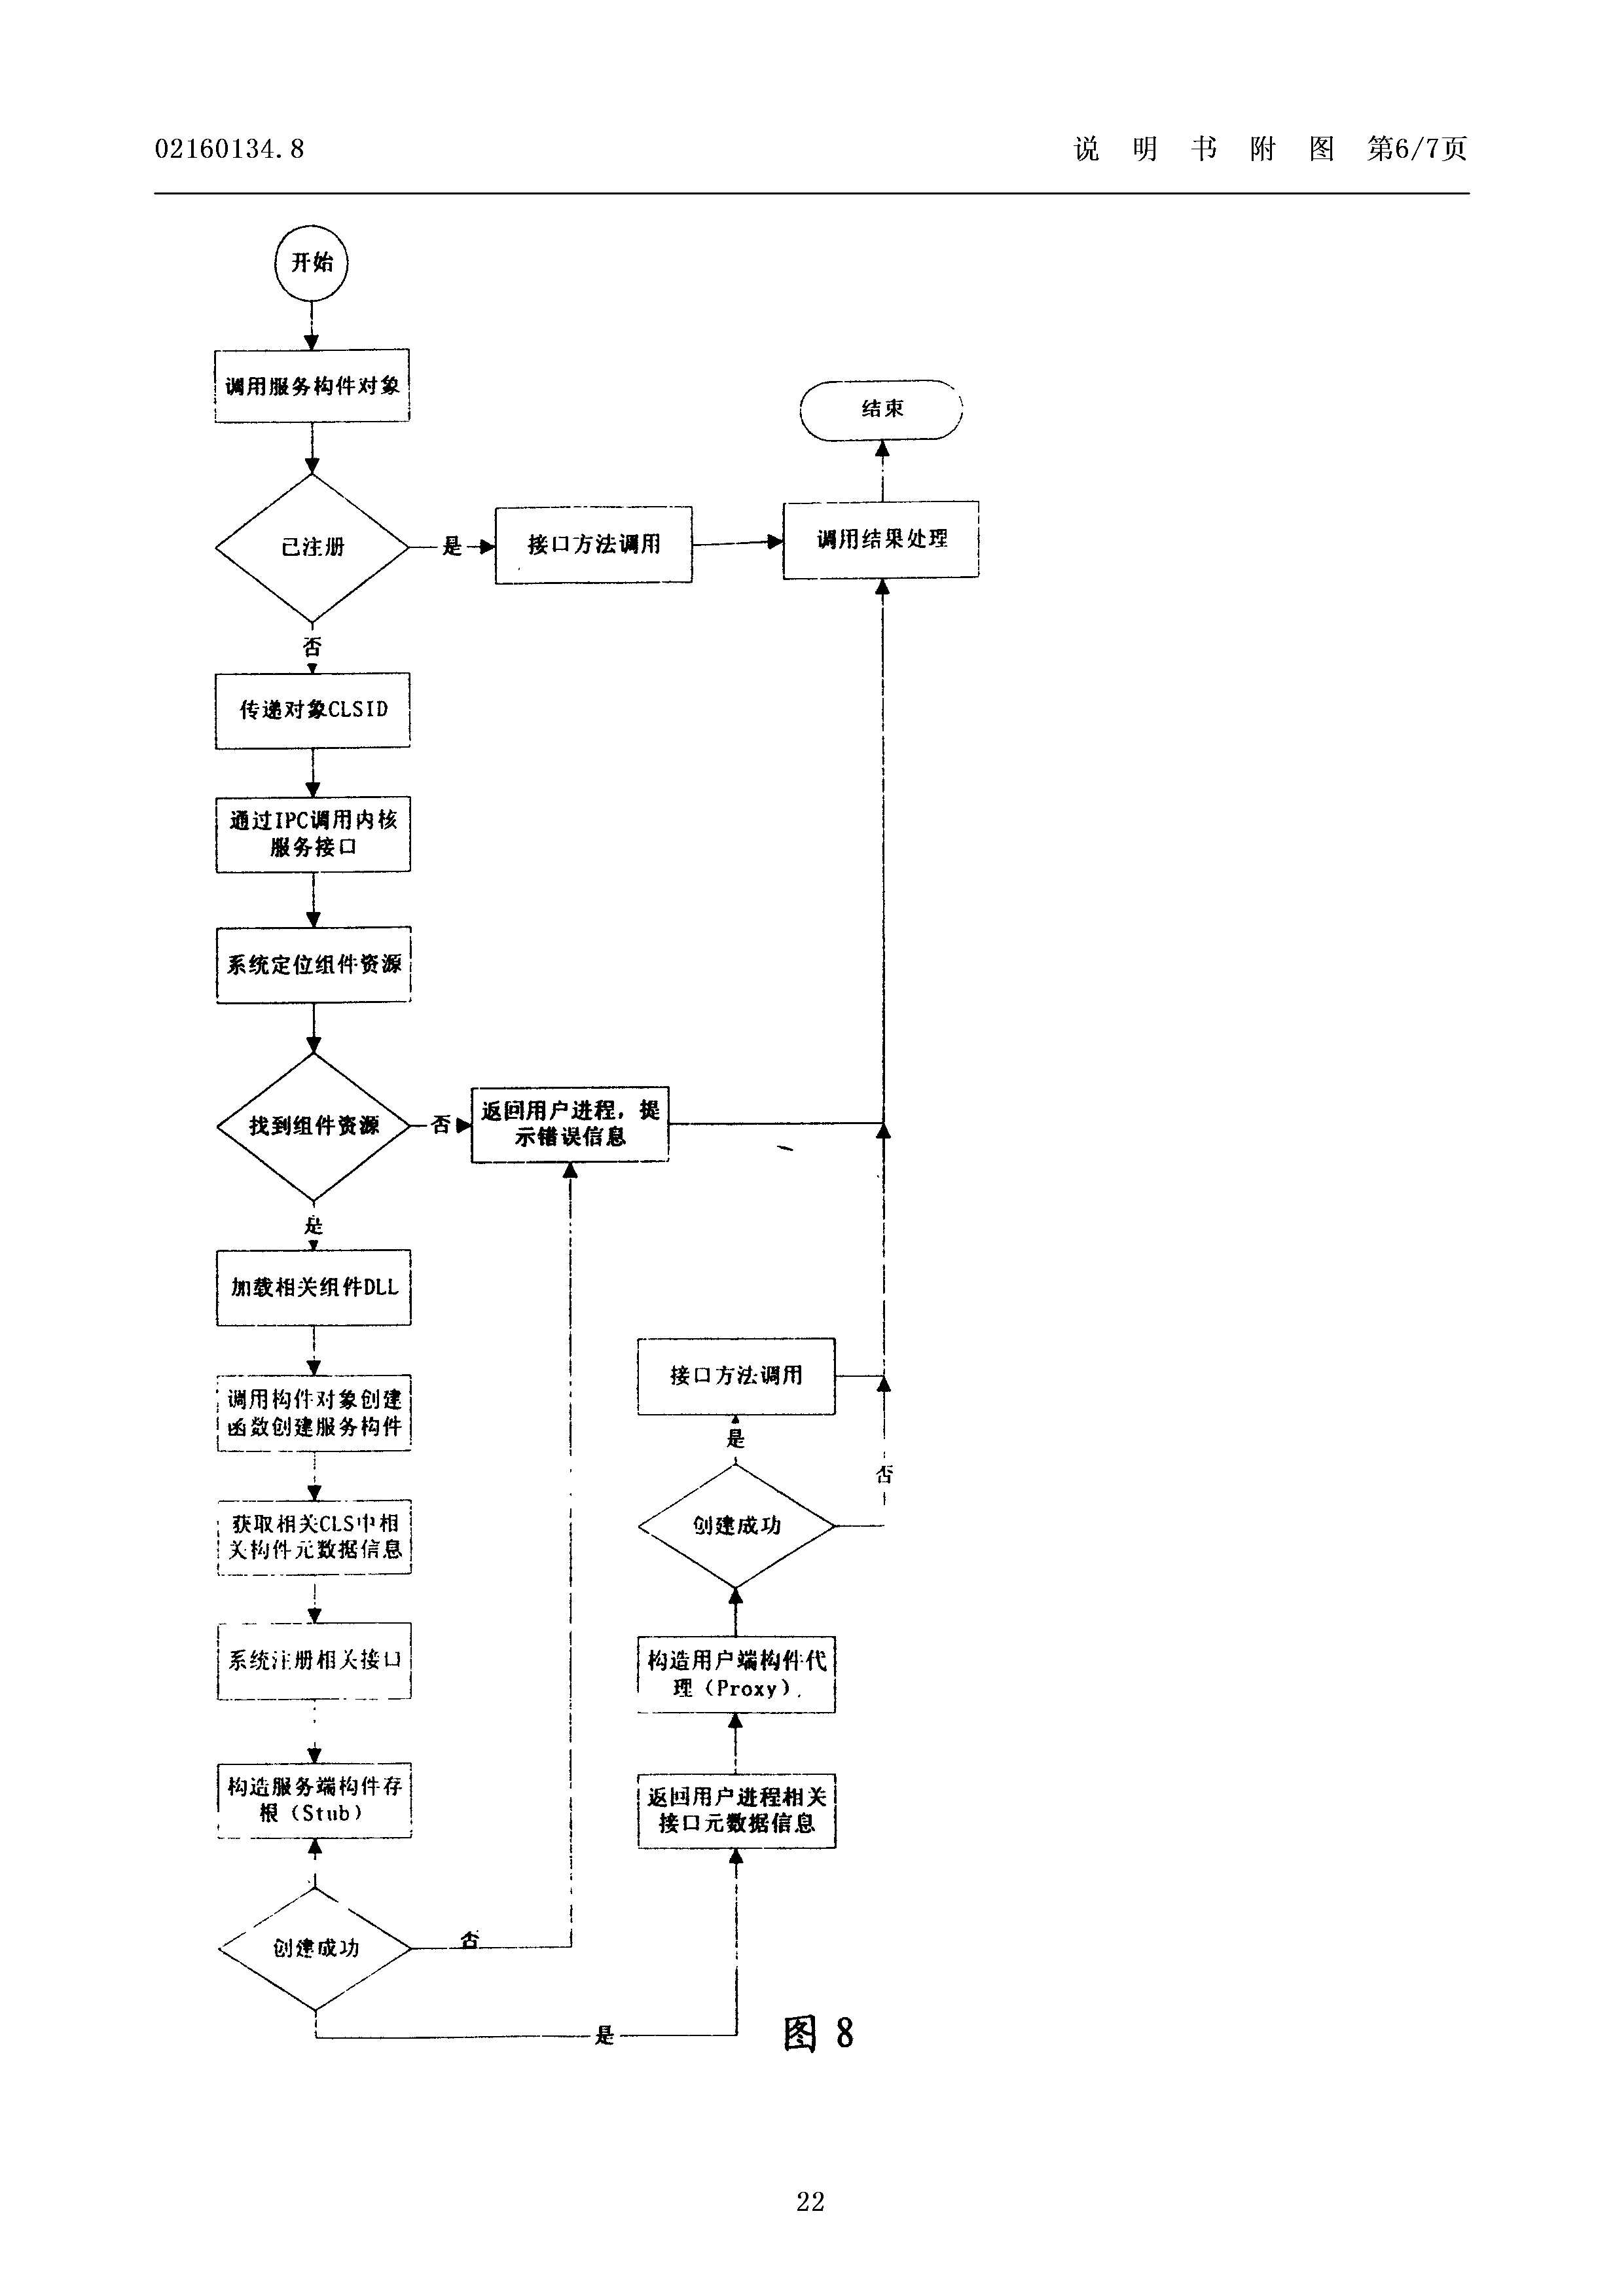 02160134.8
说 明 书 附 图 第6/7页
开始
调用服务构件对象
结束
已注册
是
接口方法调用
调用结果处理
否
传递对象CLSID
通过IPC调用内核
服务接口
系统定位组件资源
找到组件资源
否
返回用户进程，提
示错误信息
是
加载相关组件DLL
调用构件对象创建
函数创建服务构件
接口方法调用
是
否
获取相关CLS中相
关构件元数据信息
创建成功
系统注册相关接口
构造用户端构件代
理（Proxy）
构造服务端构件存
根（Stub）
返回用户进程相关
接口元数据信息
创建成功
否
是
图 8
22